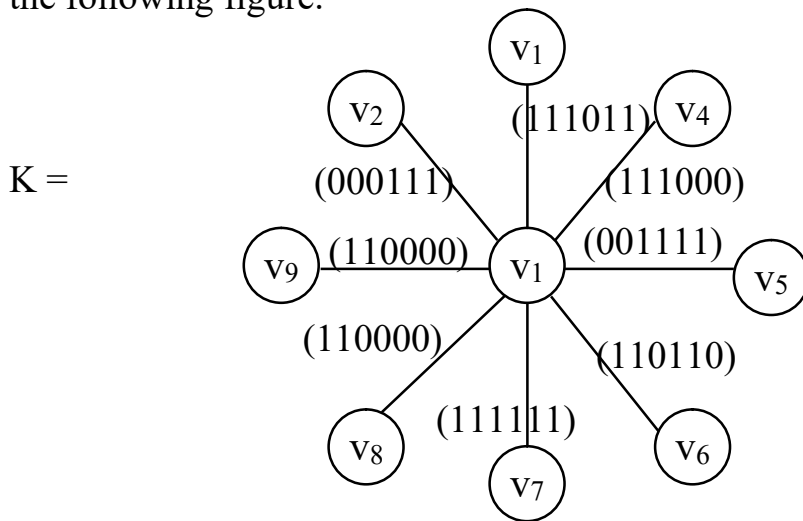 the following figure.
v1
v2
v4
(111011)
K =
(000111)
(111000)
(001111)
v9
(110000)
v1
v5
(110000)
(110110)
(111111)
v8
v6
v7